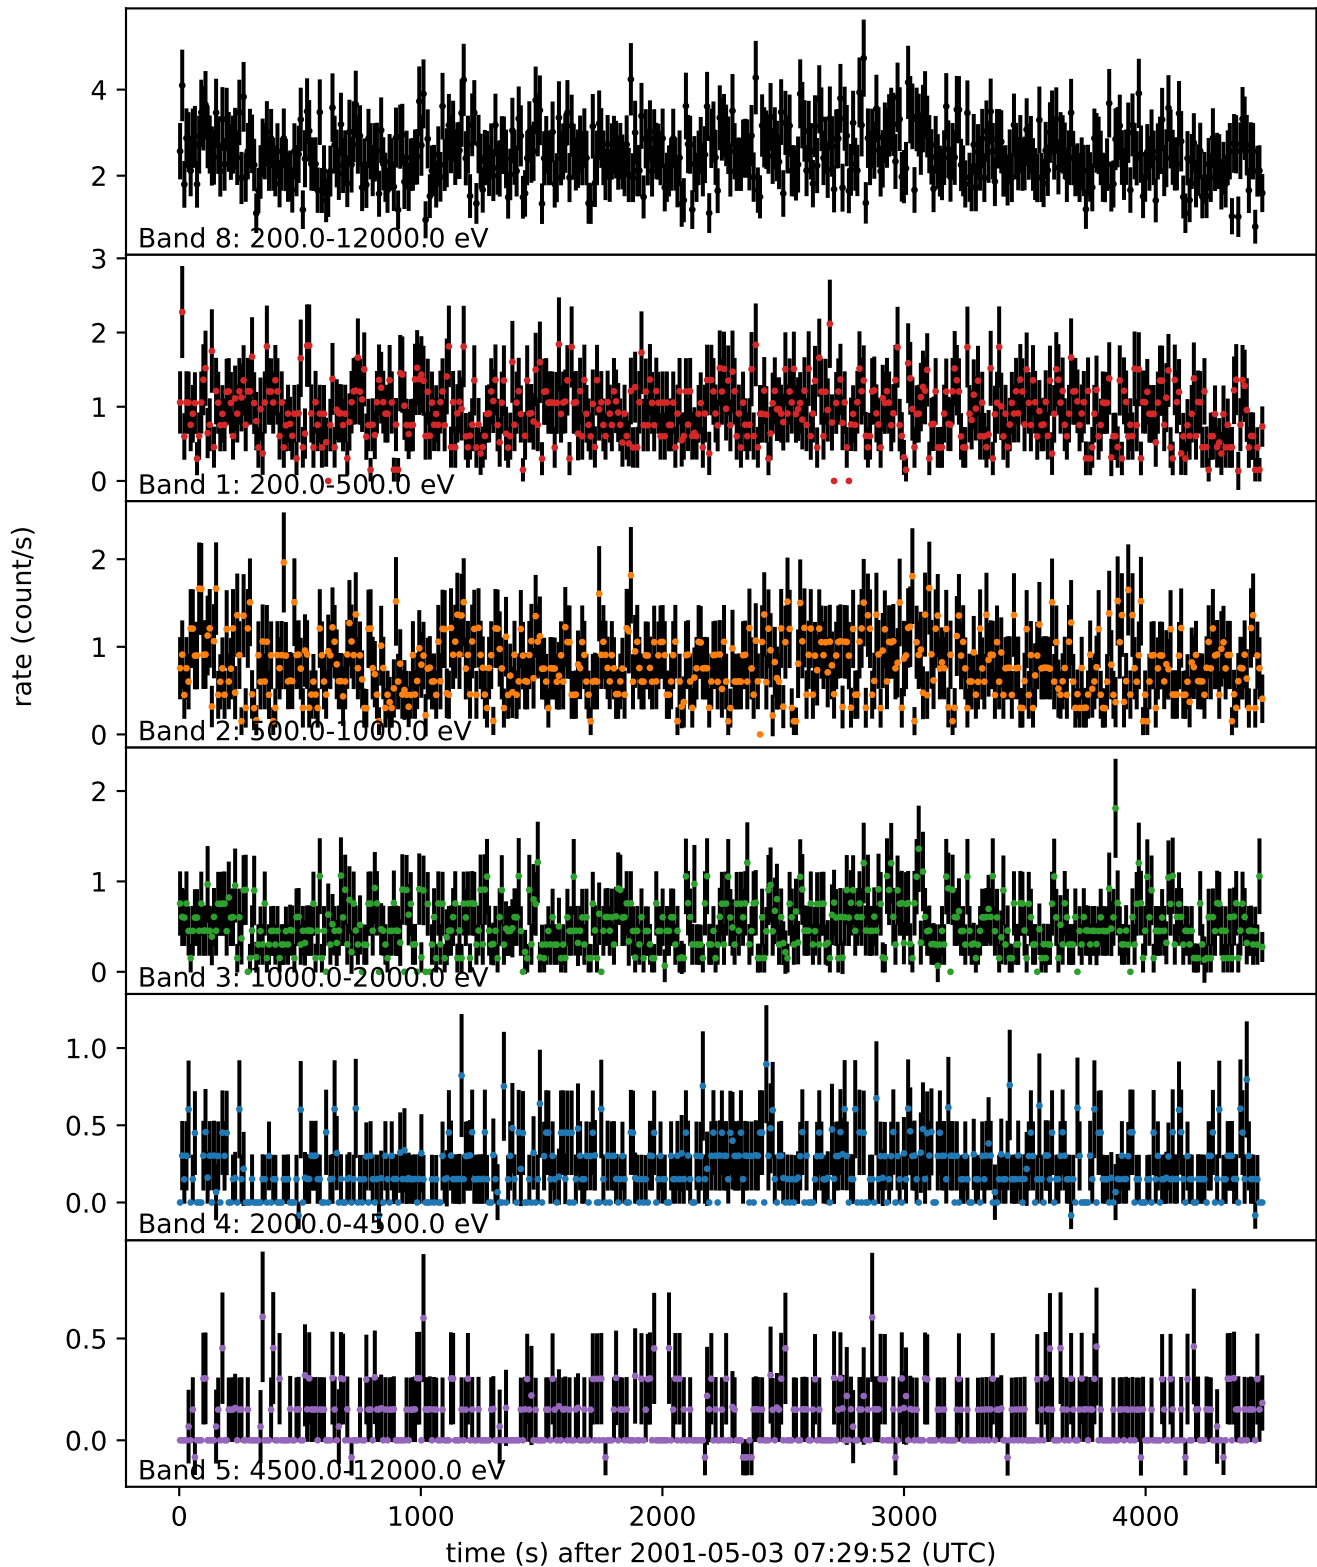 4
2
Band 8: 200.0-12000.0 eV
3
2
1
0
Band 1: 200.0-500.0 eV
2
1
0
Band 2: 500.0-1000.0 eV
rate (count/s)
2
1
0
Band 3: 1000.0-2000.0 eV
1.0
0.5
0.0
Band 4: 2000.0-4500.0 eV
0.5
0.0
Band 5: 4500.0-12000.0 eV
0 1000 2000 3000 4000
time (s) after 2001-05-03 07:29:52 (UTC)